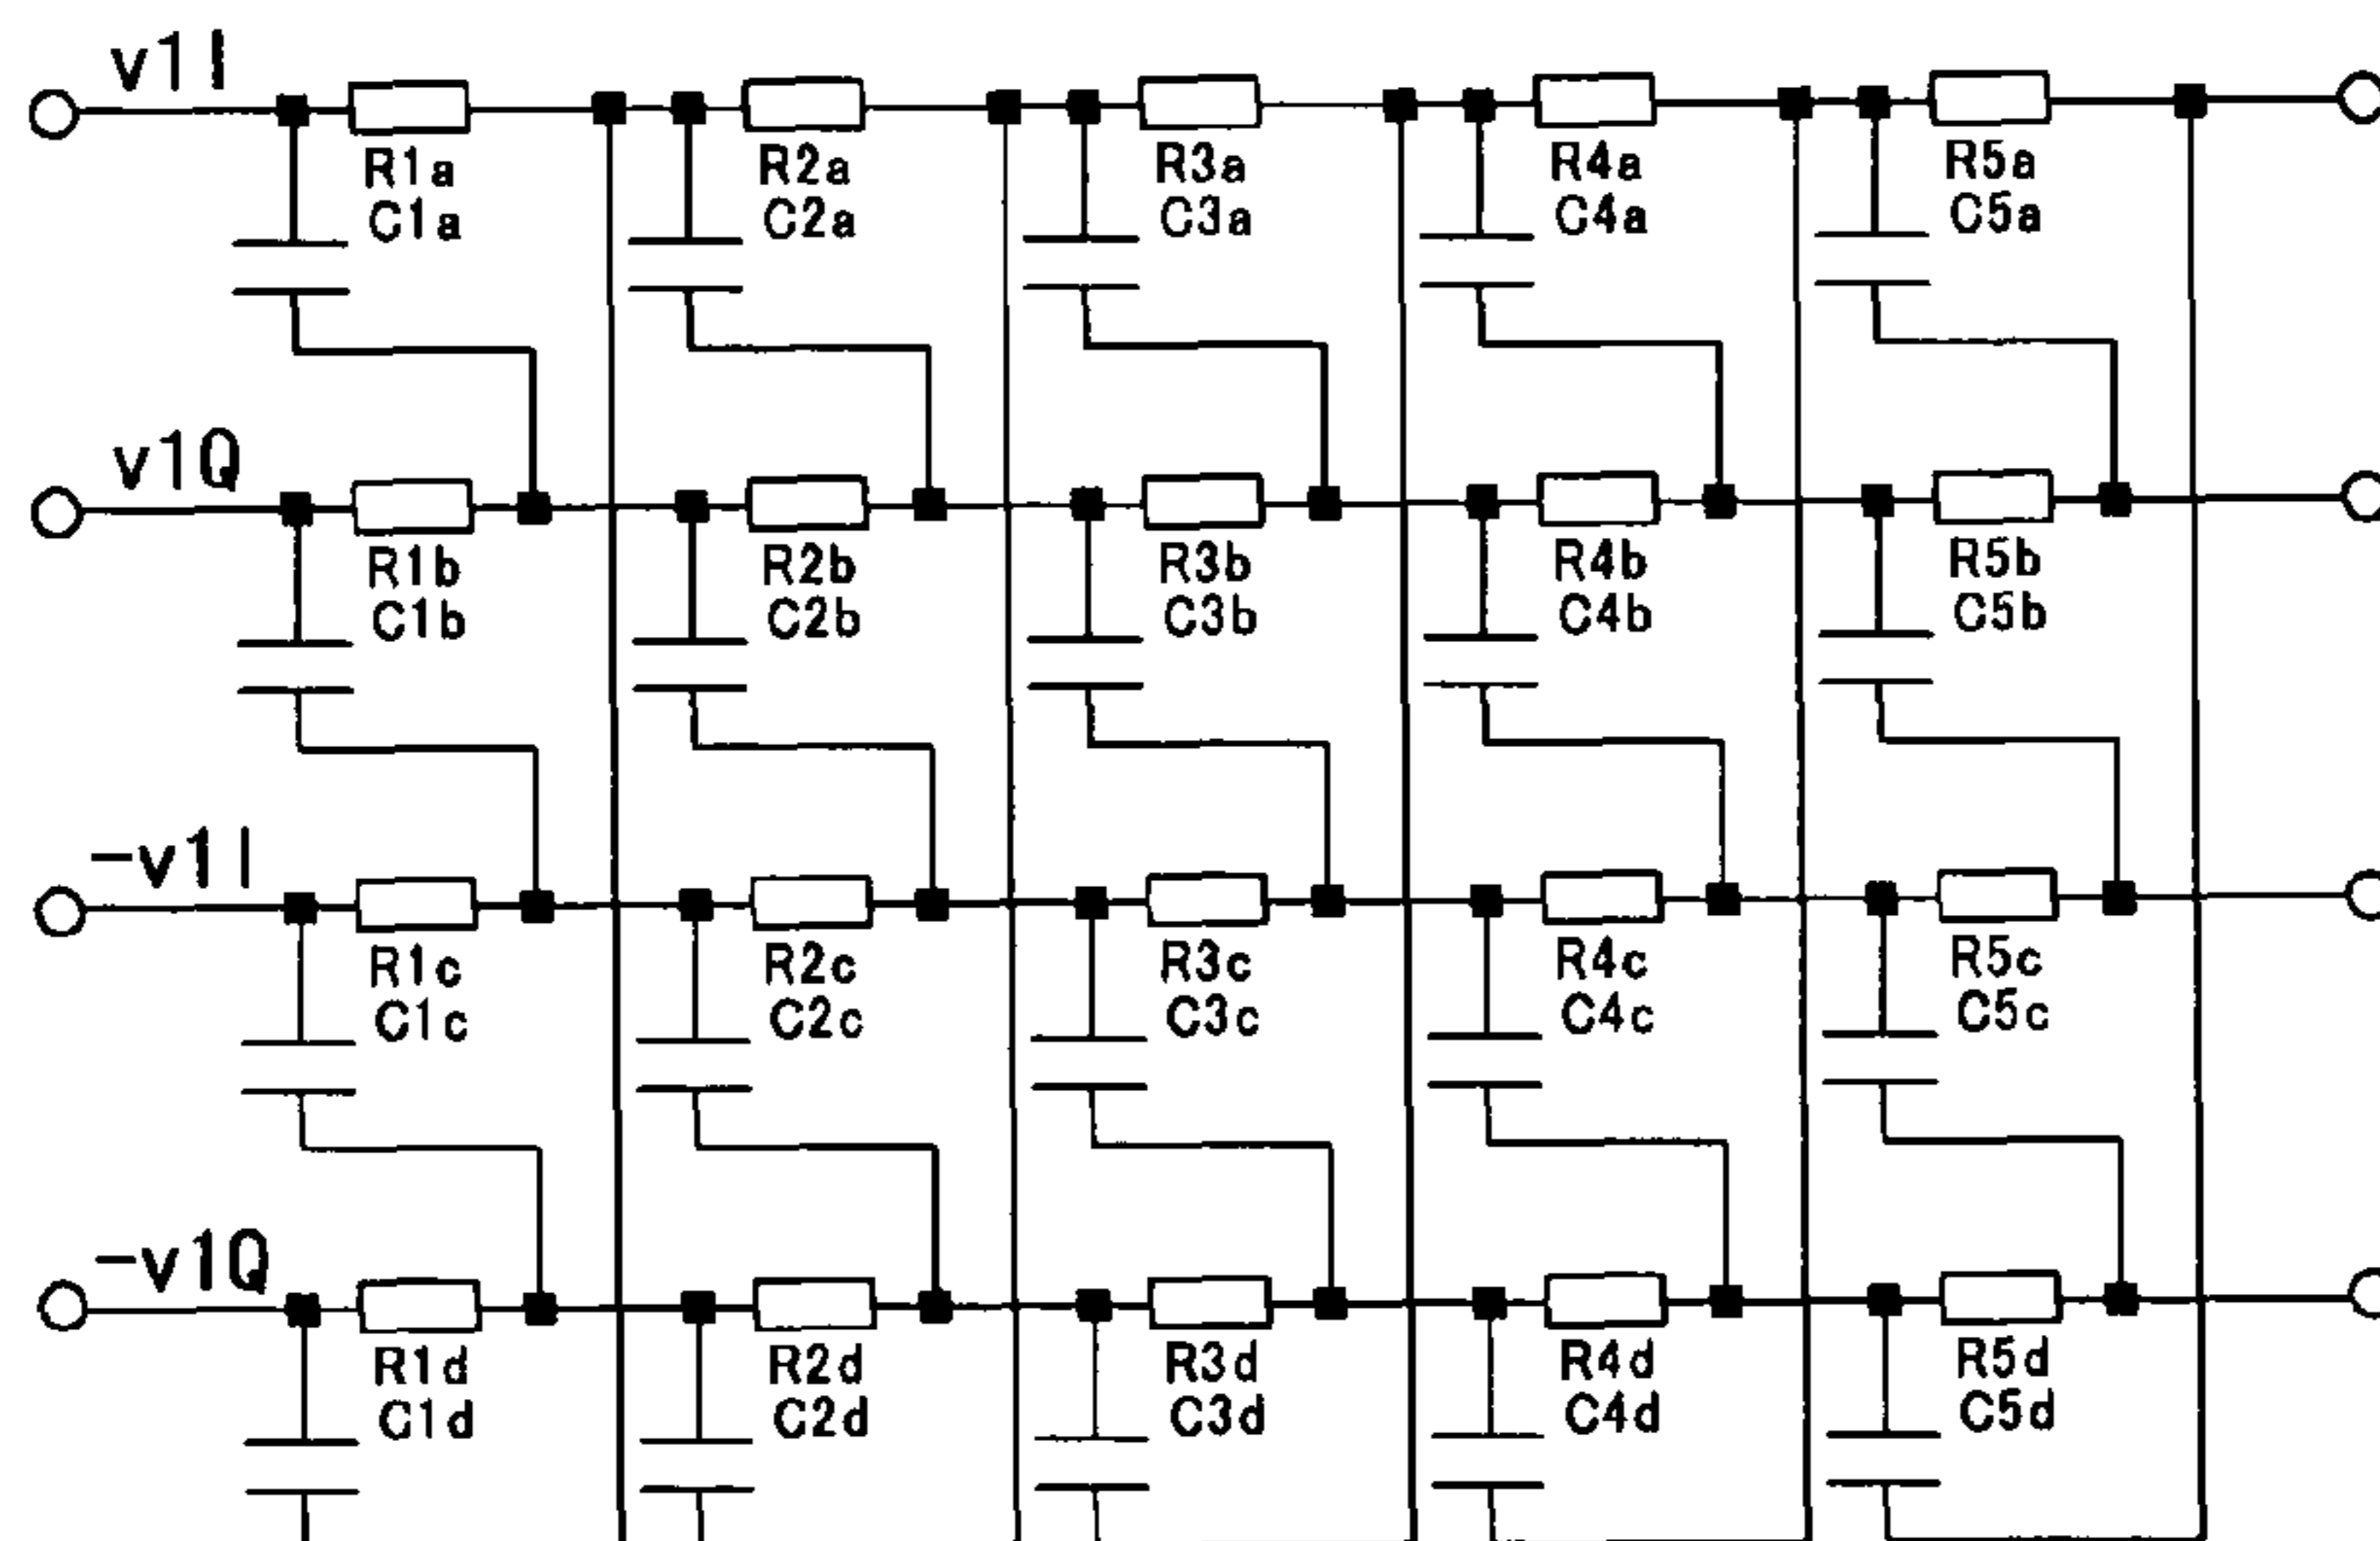 v1I
R1a R2a R3a R4a R5a
C1a C2a C3a C4a C5a
v1Q
R1b R2b R3b R4b R5b
C1b C2b C3b C4b C5b
-v1I
R1c R2c R3c R4c R5c
C1c C2c C3c C4c C5c
-v1Q
R1d R2d R3d R4d R5d
C1d C2d C3d C4d C5d